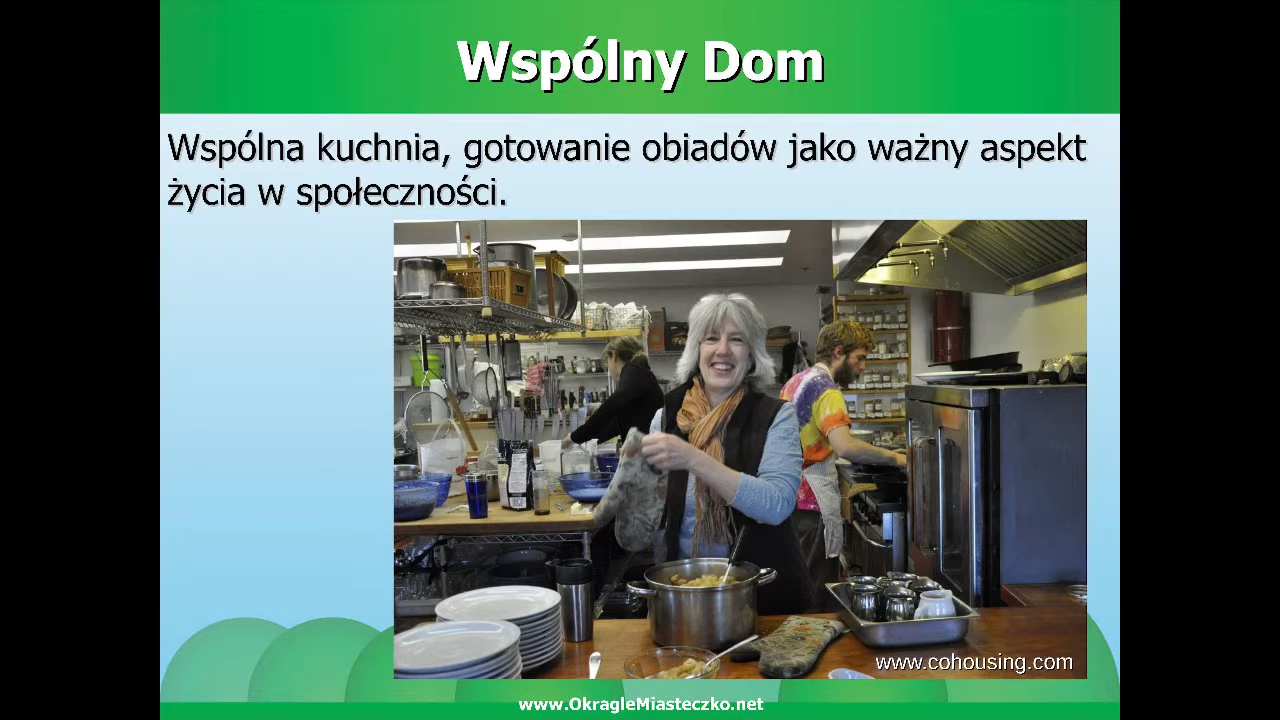 Wspólny Dom
Wspólna kuchnia, gotowanie obiadów jako ważny aspekt
życia w społeczności.
www.cohousing.com
www.OkragleMiasteczko.net